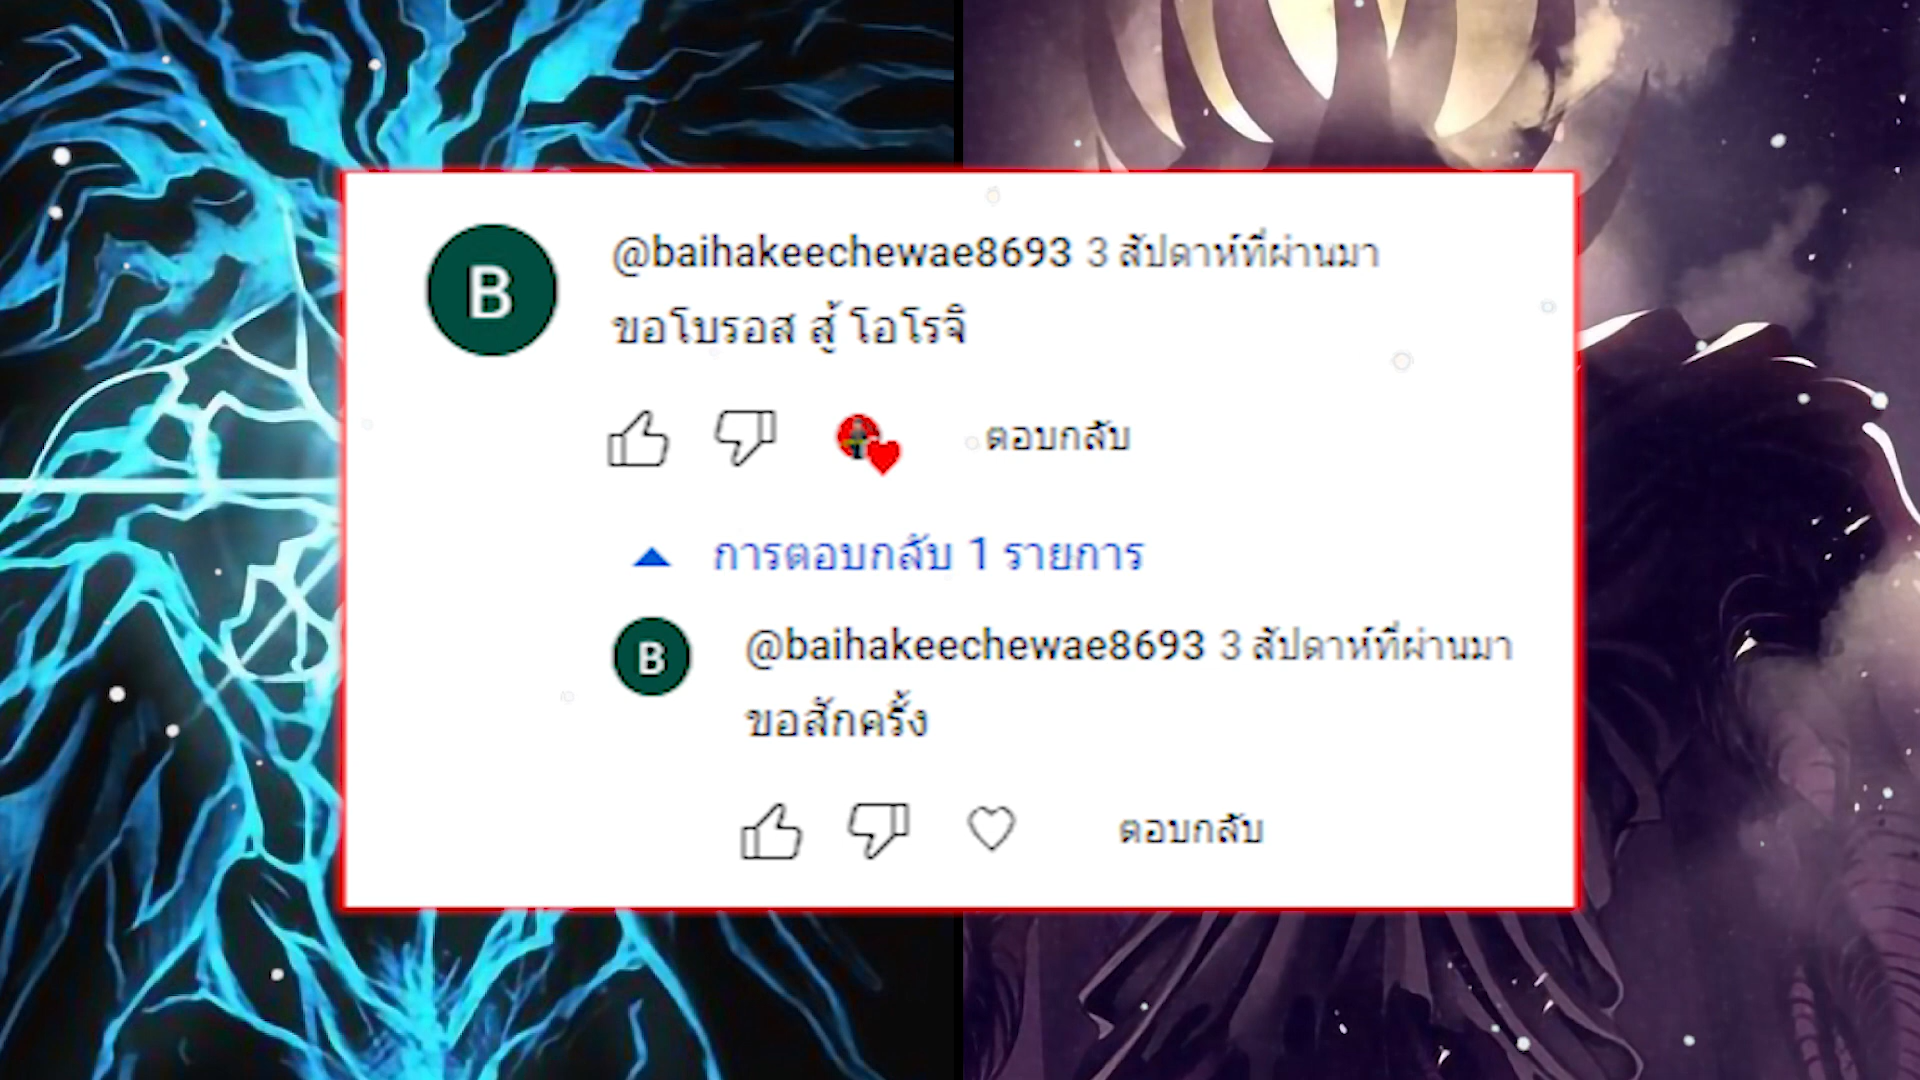 B
@baihakeechewae8693 3 สัปดาห์ที่ผ่านมา
ขอโบรอส สู้ โอโรจิ
ตอบกลับ
การตอบกลับ 1 รายการ
B
@baihakeechewae8693 3 สัปดาห์ที่ผ่านมา
ขอสักครั้ง
ตอบกลับ